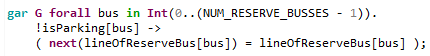 gar G forall bus in Int(0..(NUM_RESERVE_BUSSES - 1)).
!isParking[bus] ->
( next(lineOfReserveBus[bus]) = lineOfReserveBus[bus] );